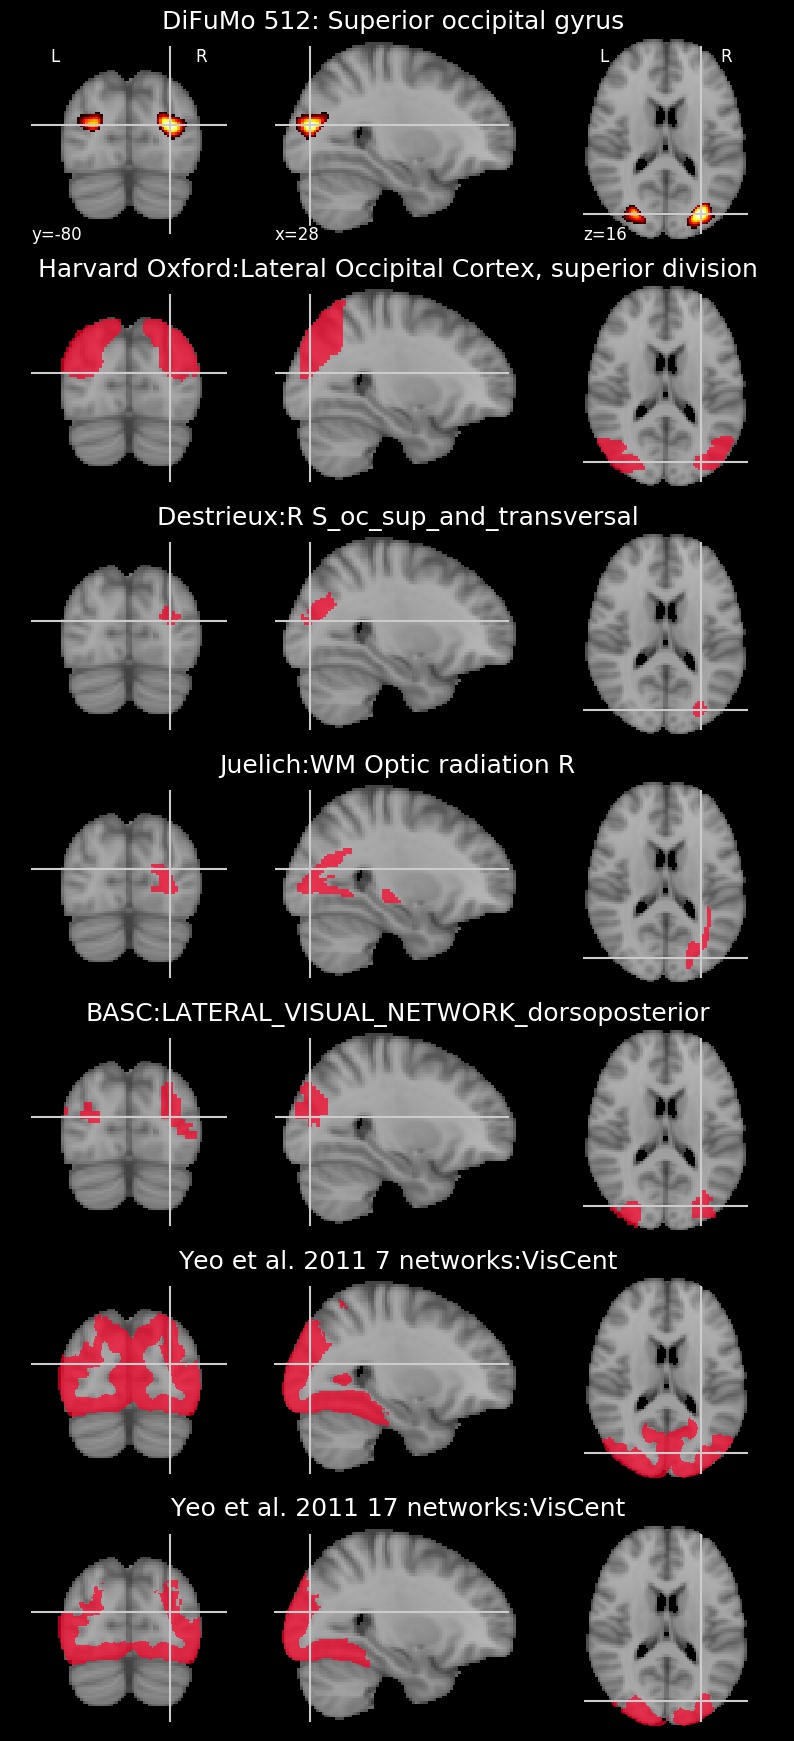 DiFuMo 512: Superior occipital gyrus
L R L R
y=-80 x=28 z=16
Harvard Oxford:Lateral Occipital Cortex, superior division
Destrieux:R S_oc_sup_and_transversal
Juelich:WM Optic radiation R
BASC:LATERAL_VISUAL_NETWORK_dorsoposterior
Yeo et al. 2011 7 networks:VisCent
Yeo et al. 2011 17 networks:VisCent